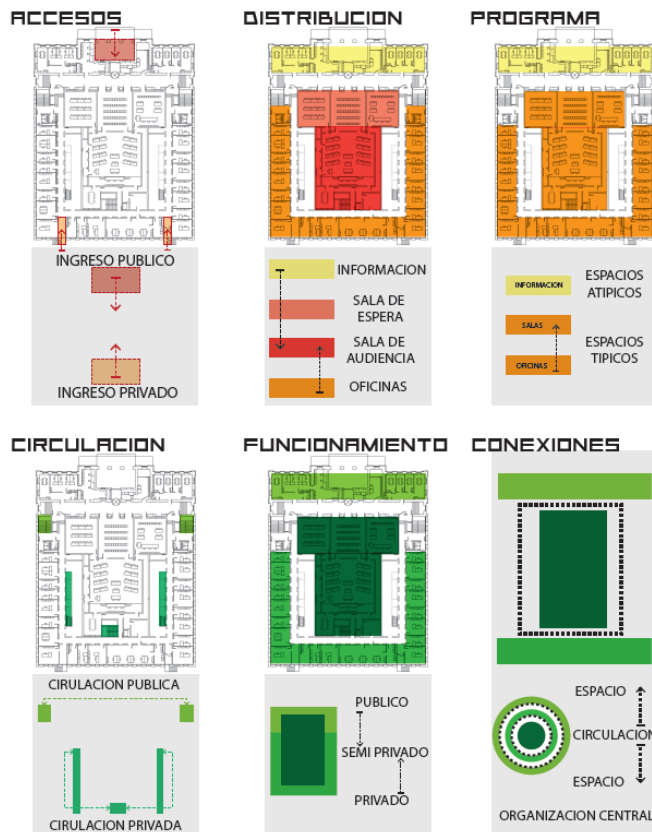 ACCESOS
INGRESO PUBLICO
INGRESO PRIVADO
DISTRIBUCION
INFORMACION
SALA DE
ESPERA
SALA DE
AUDIENCIA
OFICINAS
PROGRAMA
INFORMACION
ESPACIOS
ATIPICOS
SALAS
OFICINAS
ESPACIOS
TIPICOS
CIRCULACION
CIRULACION PUBLICA
CIRULACION PRIVADA
FUNCIONAMIENTO
PUBLICO
SEMI PRIVADO
PRIVADO
CONEXIONES
ESPACIO
CIRCULACION
ESPACIO
ORGANIZACION CENTRAL